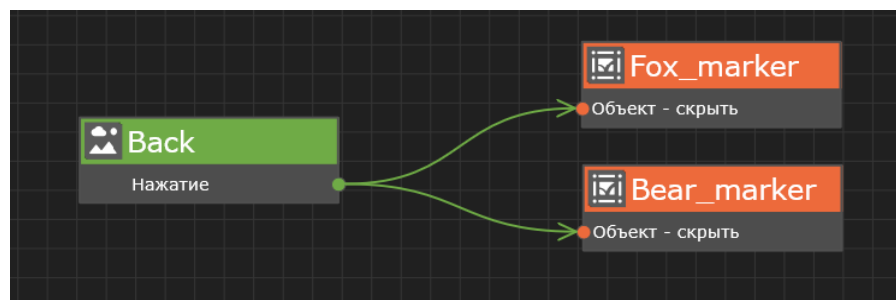 Back
Нажатие
Fox_marker
Объект - скрыть
Bear_marker
Объект - скрыть